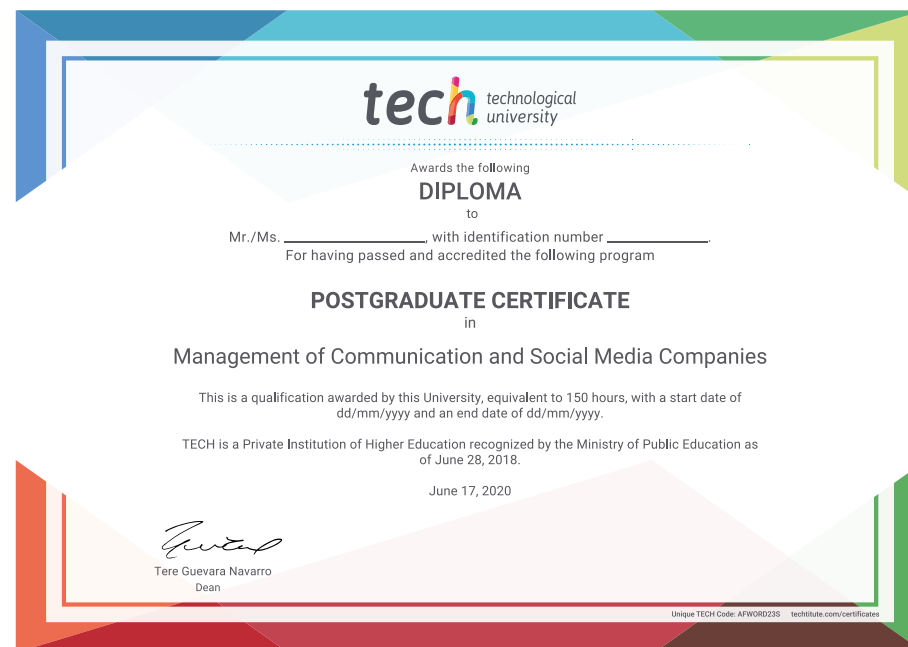 tech technological
university
Awards the following
DIPLOMA
to
Mr./Ms. ____________________, with identification number ______________.
For having passed and accredited the following program
POSTGRADUATE CERTIFICATE
in
Management of Communication and Social Media Companies
This is a qualification awarded by this University, equivalent to 150 hours, with a start date of
dd/mm/yyyy and an end date of dd/mm/yyyy.
TECH is a Private Institution of Higher Education recognized by the Ministry of Public Education as
of June 28, 2018.
June 17, 2020
Tere Guevara Navarro
Dean
Unique TECH Code: AFWORD23S techtitute.com/certificates